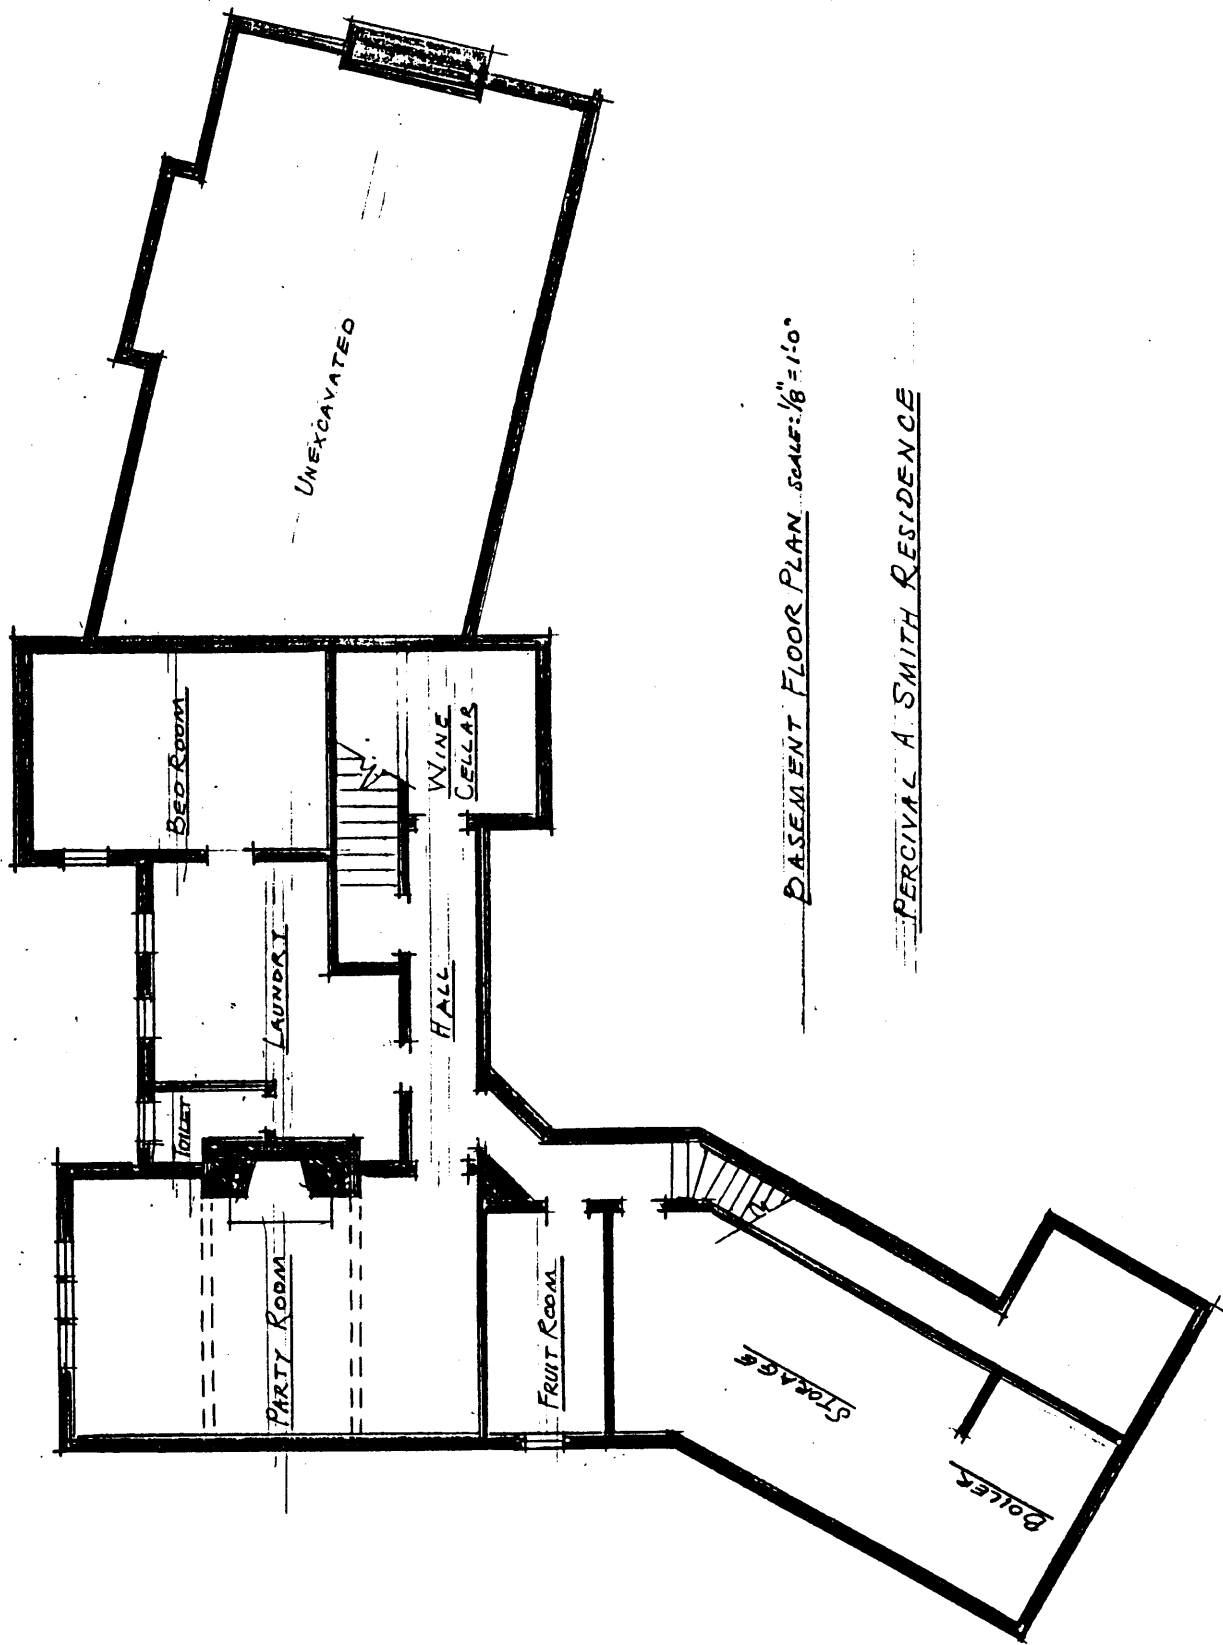 UNEXCAVATED
BED ROOM
WINE
CELLAR
LAUNDRY
HALL
TOILET
PARTY ROOM
FRUIT ROOM
STORAGE
BOILER
BASEMENT FLOOR PLAN SCALE: 1/8" = 1'-0"
PERCIVAL A. SMITH RESIDENCE